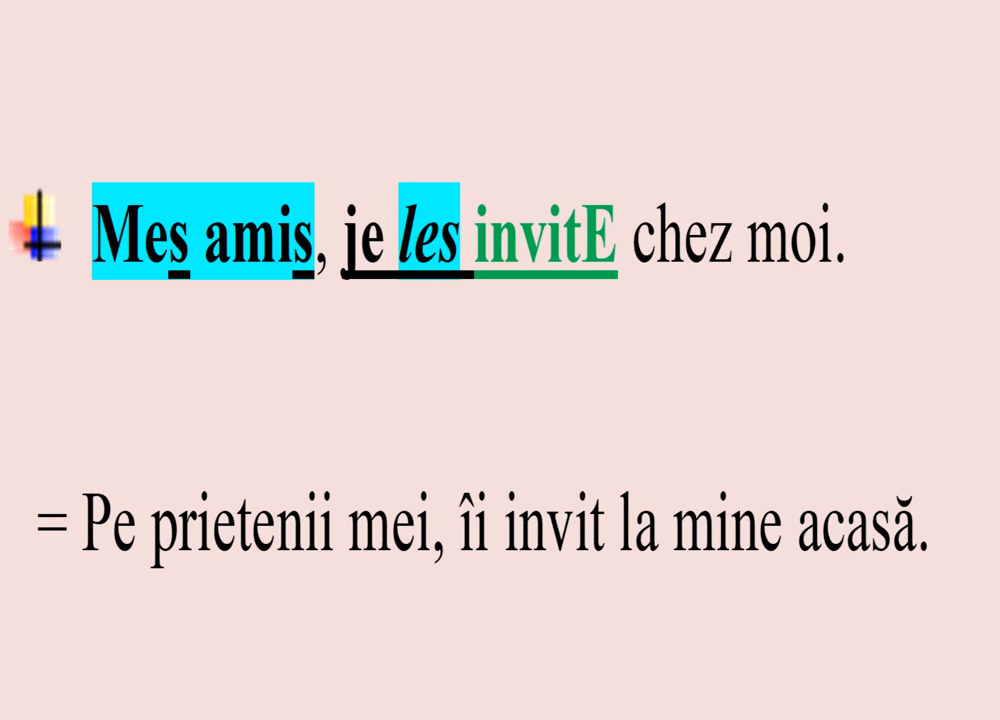 Mes amis, je les invitE chez moi.
= Pe prietenii mei, îi invit la mine acasă.